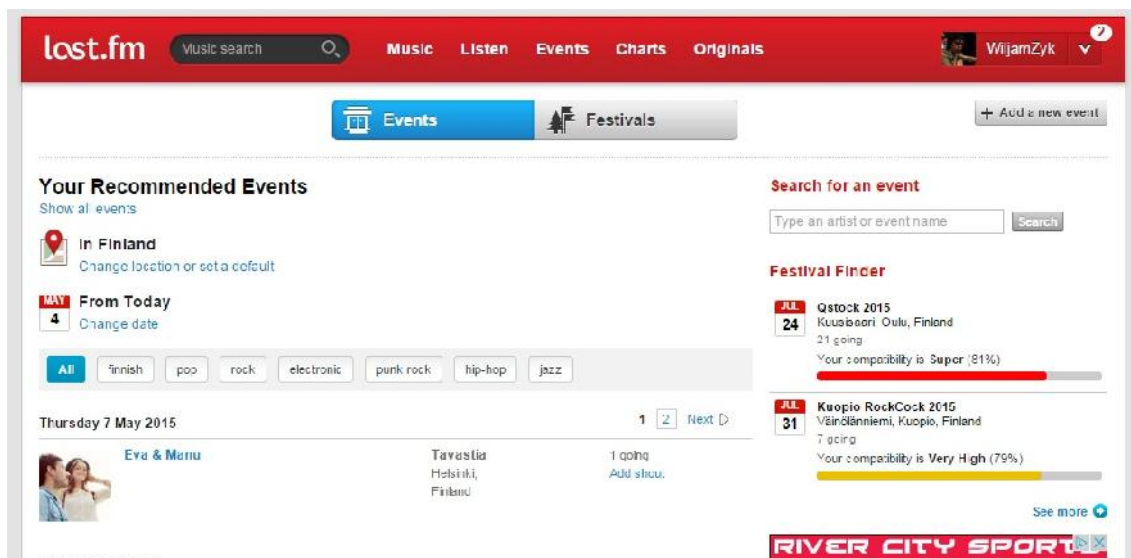 lost.fm
Music search
Music Listen Events Charts Originals
WiljamZyk
Events
Festivals
+ Add a new event
Your Recommended Events
Show all events
In Finland
Change location or set a default
MAY
4
From Today
Change date
All finnish pop rock electronic punk rock hip-hop jazz
Thursday 7 May 2015
1 2 Next
Eva & Manu
Tavastia
Helsinki,
Finland
1 going
Add shout
Search for an event
Type an artist or event name
Search
Festival Finder
JUL
24
Qstock 2015
Kuusisaari, Oulu, Finland
21 going
Your compatibility is Super (81%)
JUL
31
Kuopio RockCock 2015
Väinölänniemi, Kuopio, Finland
7 going
Your compatibility is Very High (79%)
See more
RIVER CITY SPORT